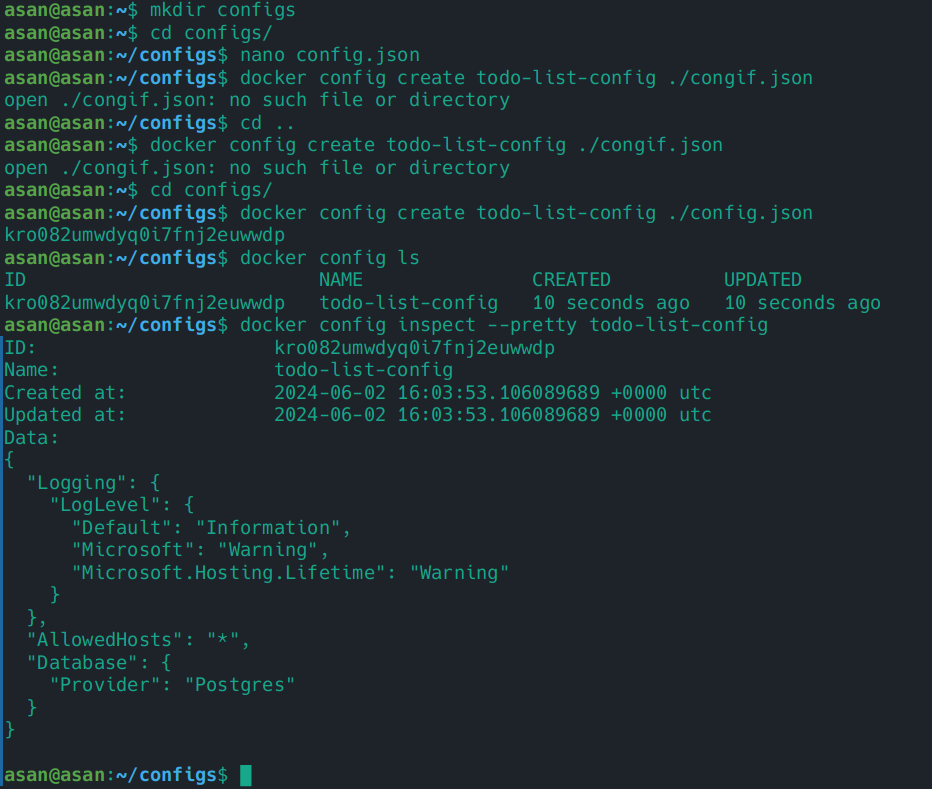 asan@asan:~$ mkdir configs
asan@asan:~$ cd configs/
asan@asan:~/configs$ nano config.json
asan@asan:~/configs$ docker config create todo-list-config ./congif.json
open ./congif.json: no such file or directory
asan@asan:~/configs$ cd ..
asan@asan:~$ docker config create todo-list-config ./congif.json
open ./congif.json: no such file or directory
asan@asan:~$ cd configs/
asan@asan:~/configs$ docker config create todo-list-config ./config.json
kro082umwdyq0i7fnj2euwwdp
asan@asan:~/configs$ docker config ls
ID                          NAME               CREATED          UPDATED
kro082umwdyq0i7fnj2euwwdp   todo-list-config   10 seconds ago   10 seconds ago
asan@asan:~/configs$ docker config inspect --pretty todo-list-config
ID:                     kro082umwdyq0i7fnj2euwwdp
Name:                   todo-list-config
Created at:             2024-06-02 16:03:53.106089689 +0000 utc
Updated at:             2024-06-02 16:03:53.106089689 +0000 utc
Data:
{
  "Logging": {
    "LogLevel": {
      "Default": "Information",
      "Microsoft": "Warning",
      "Microsoft.Hosting.Lifetime": "Warning"
    }
  },
  "AllowedHosts": "*",
  "Database": {
    "Provider": "Postgres"
  }
}
asan@asan:~/configs$